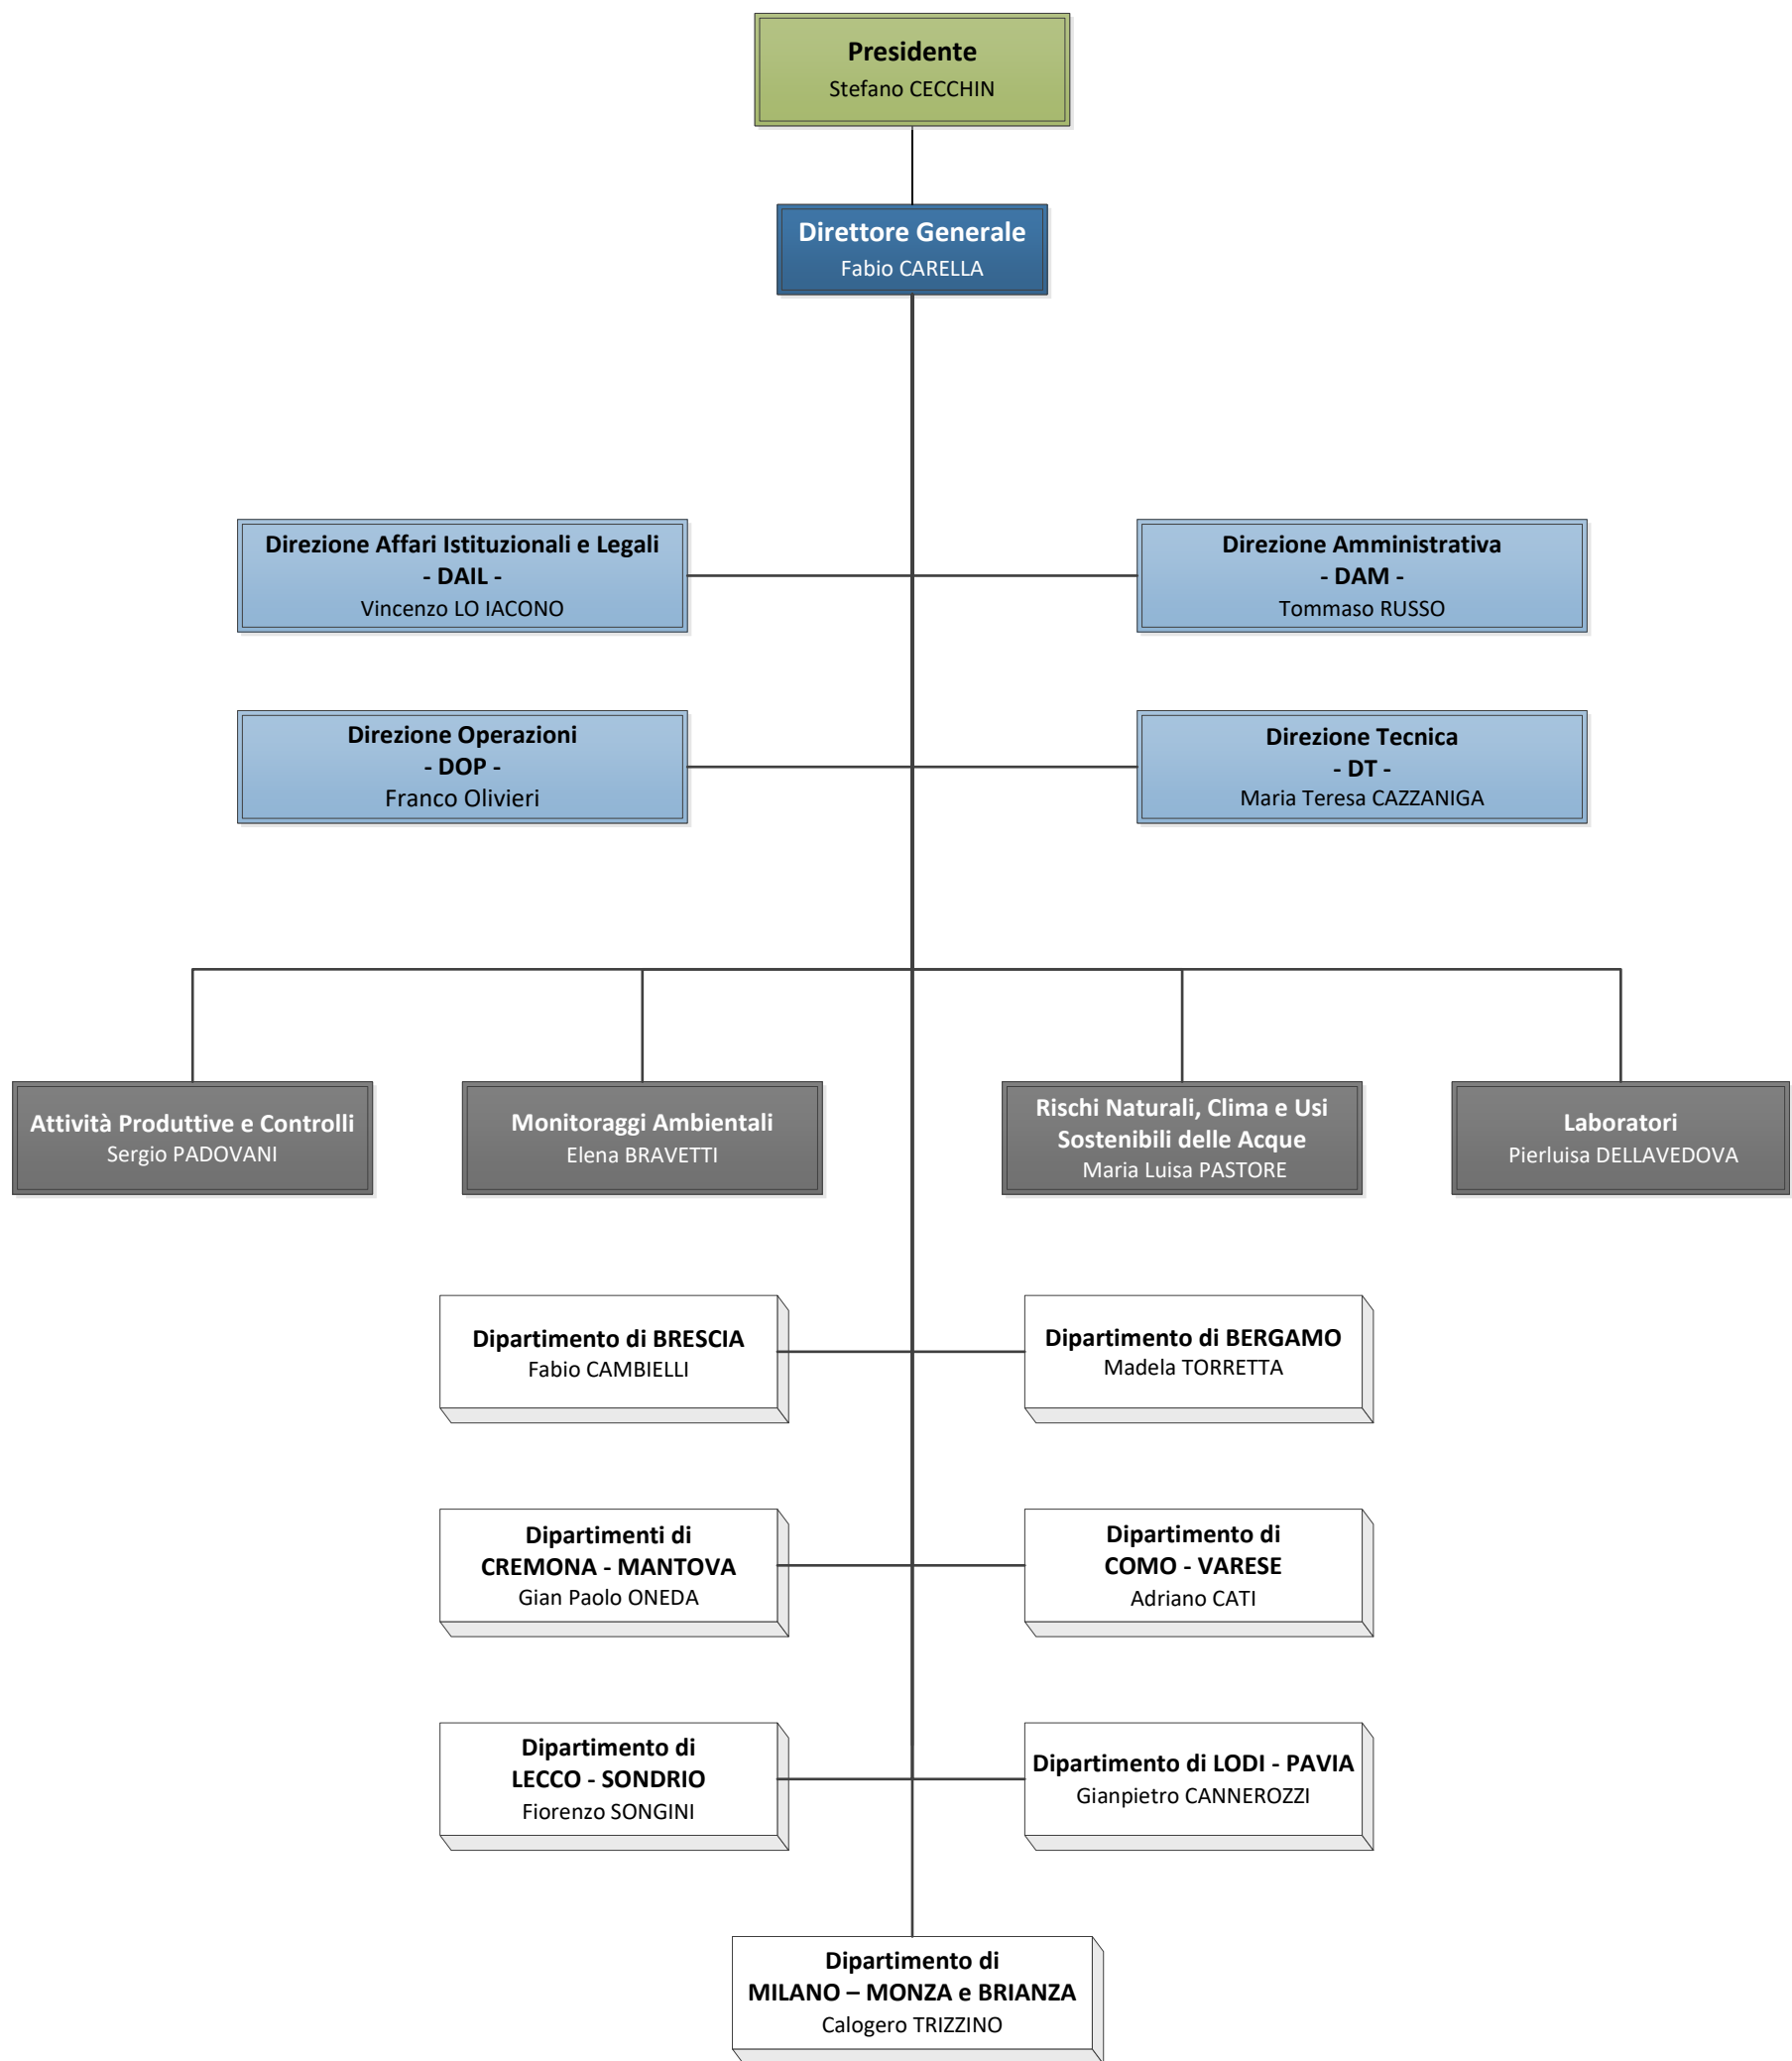 Presidente
Stefano CECCHIN
Direttore Generale
Fabio CARELLA
Direzione Affari Istituzionali e Legali
- DAIL -
Vincenzo LO IACONO
Direzione Amministrativa
- DAM -
Tommaso RUSSO
Direzione Operazioni
- DOP -
Franco Olivieri
Direzione Tecnica
- DT -
Maria Teresa CAZZANIGA
Attività Produttive e Controlli
Sergio PADOVANI
Monitoraggi Ambientali
Elena BRAVETTI
Rischi Naturali, Clima e Usi
Sostenibili delle Acque
Maria Luisa PASTORE
Laboratori
Pierluisa DELLAVEDOVA
Dipartimento di BRESCIA
Fabio CAMBIELLI
Dipartimento di BERGAMO
Madela TORRETTA
Dipartimenti di
CREMONA - MANTOVA
Gian Paolo ONEDA
Dipartimento di
COMO - VARESE
Adriano CATI
Dipartimento di
LECCO - SONDRIO
Fiorenzo SONGINI
Dipartimento di LODI - PAVIA
Gianpietro CANNEROZZI
Dipartimento di
MILANO – MONZA e BRIANZA
Calogero TRIZZINO